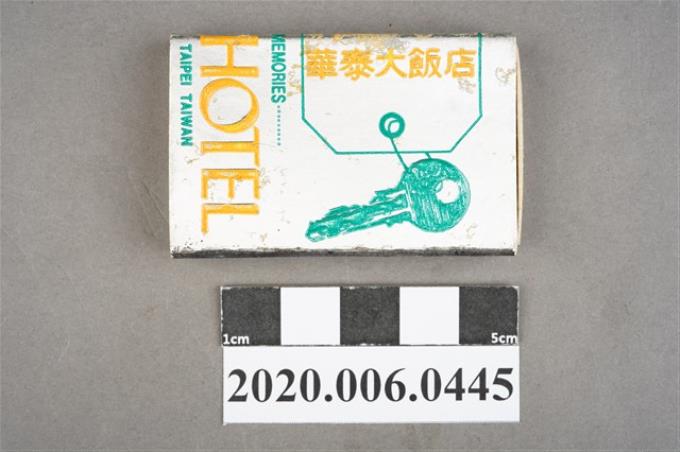 MEMORIES.........
HOTEL
TAIPEI TAIWAN
華泰大飯店
1cm
5cm
2020.006.0445